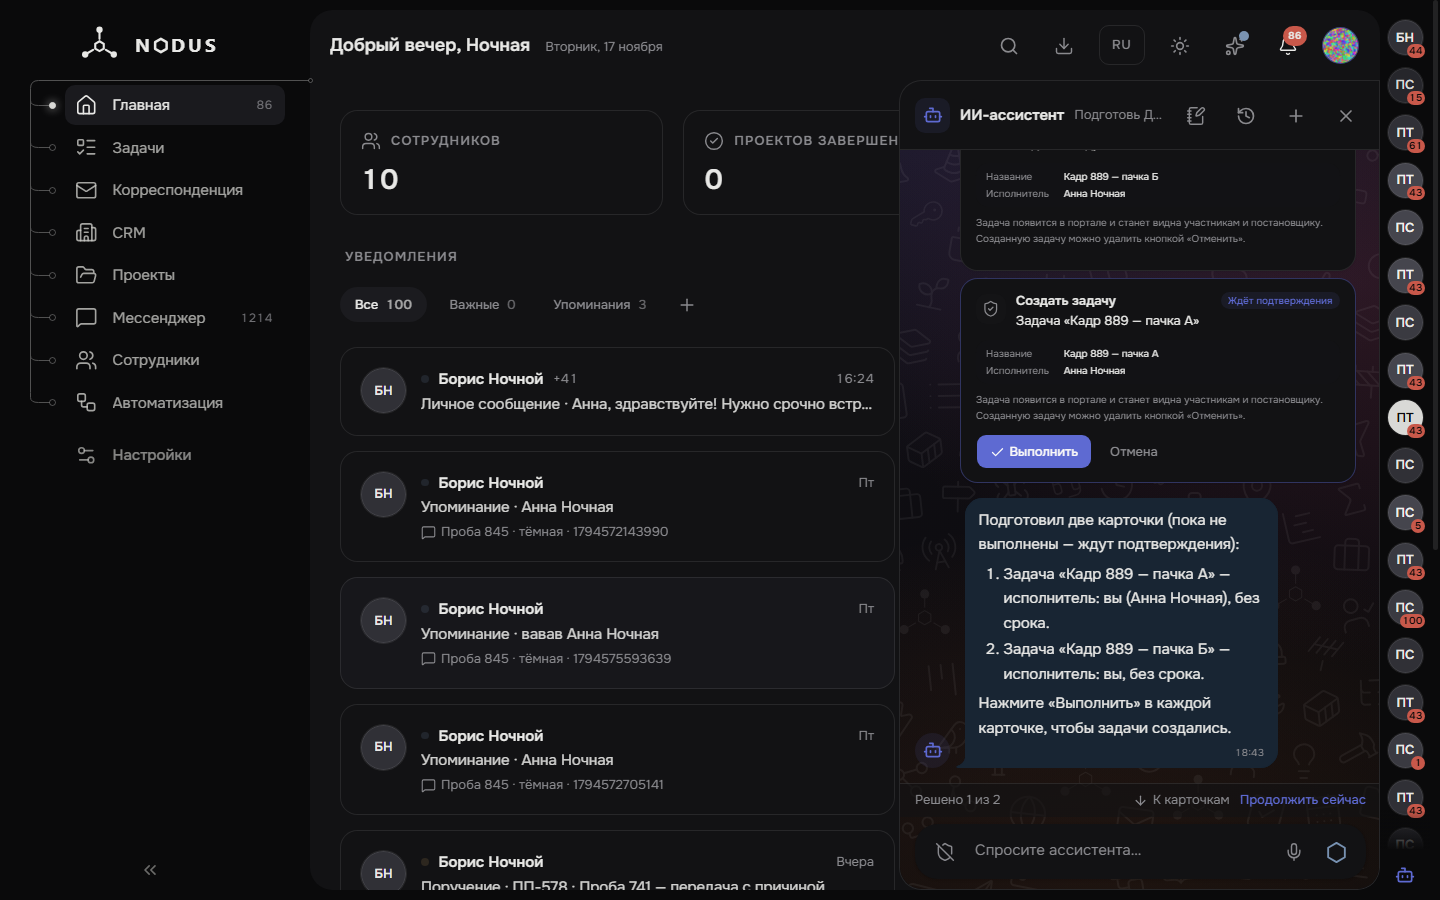 NODUS
Главная 86
Задачи
Корреспонденция
CRM
Проекты
Мессенджер 1214
Сотрудники
Автоматизация
Настройки
Добрый вечер, Ночная Вторник, 17 ноября
RU
86
СОТРУДНИКОВ
10
ПРОЕКТОВ ЗАВЕРШЕН
0
УВЕДОМЛЕНИЯ
Все 100 Важные 0 Упоминания 3
БН
Борис Ночной +41 16:24
Личное сообщение · Анна, здравствуйте! Нужно срочно встр...
БН
Борис Ночной Пт
Упоминание · Анна Ночная
Проба 845 · тёмная · 1794572143990
БН
Борис Ночной Пт
Упоминание · вавав Анна Ночная
Проба 845 · тёмная · 1794575593639
БН
Борис Ночной Пт
Упоминание · Анна Ночная
Проба 845 · тёмная · 1794572705141
БН
Борис Ночной Вчера
Поручение · ПП-578 · Проба 741 — передача с причиной
ИИ-ассистент Подготовь Д...
Название Кадр 889 — пачка Б
Исполнитель Анна Ночная
Задача появится в портале и станет видна участникам и постановщику.
Созданную задачу можно удалить кнопкой «Отменить».
Создать задачу Ждёт подтверждения
Задача «Кадр 889 — пачка А»
Название Кадр 889 — пачка А
Исполнитель Анна Ночная
Задача появится в портале и станет видна участникам и постановщику.
Созданную задачу можно удалить кнопкой «Отменить».
Выполнить Отмена
Подготовил две карточки (пока не
выполнены — ждут подтверждения):
1. Задача «Кадр 889 — пачка А» —
исполнитель: вы (Анна Ночная), без
срока.
2. Задача «Кадр 889 — пачка Б» —
исполнитель: вы, без срока.
Нажмите «Выполнить» в каждой
карточке, чтобы задачи создались.
18:43
Решено 1 из 2 К карточкам Продолжить сейчас
Спросите ассистента...
БН 44
ПС 15
ПТ 61
ПТ 43
ПС
ПТ 43
ПС
ПТ 43
ПТ 43
ПС
ПС 5
ПТ 43
ПС 100
ПС
ПТ 43
ПС 1
ПТ 43
ПС